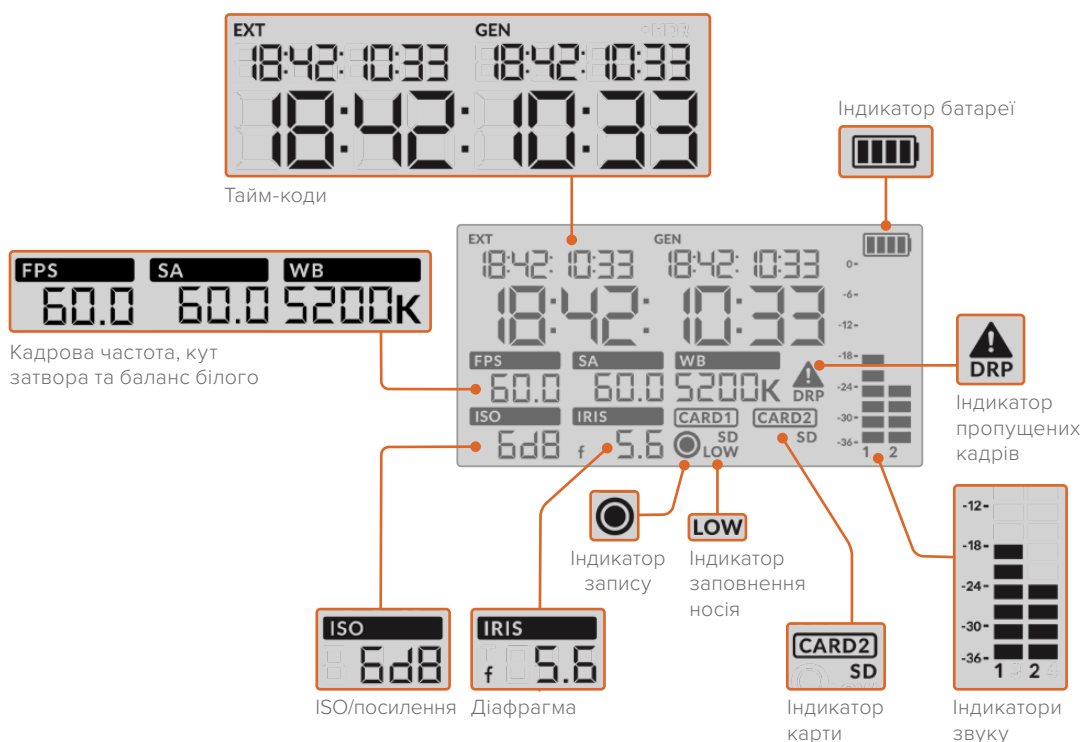 EXT GEN
18:42:10:33 18:42:10:33
18:42:10:33
Тайм-коди
Індикатор батареї
FPS SA WB
60.0 60.0 5200K
Кадрова частота, кут
затвора та баланс білого
EXT GEN
18:42:10:33 18:42:10:33
18:42:10:33
FPS SA WB
60.0 60.0 5200K
DRP
ISO IRIS CARD1 CARD2
6dB f 5.6 SD SD
LOW
0-
-6-
-12-
-18-
-24-
-30-
-36-
1 2
DRP
Індикатор
пропущених
кадрів
Індикатор
запису
LOW
Індикатор
заповнення
носія
ISO
6dB
ISO/посилення
IRIS
f 5.6
Діафрагма
CARD2
SD
Індикатор
карти
-12-
-18-
-24-
-30-
-36-
1 2
Індикатори
звуку